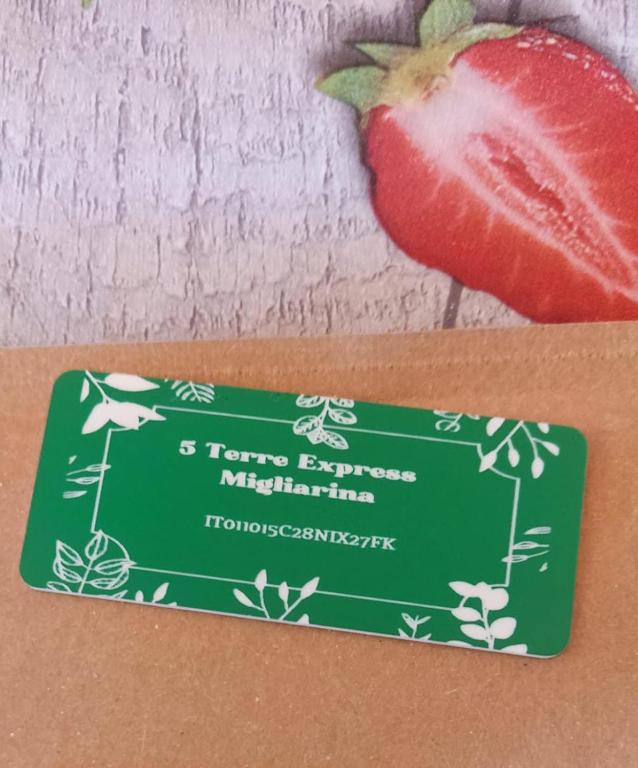 5 Terre Express
Migliarina
IT011015C28NIX27FK